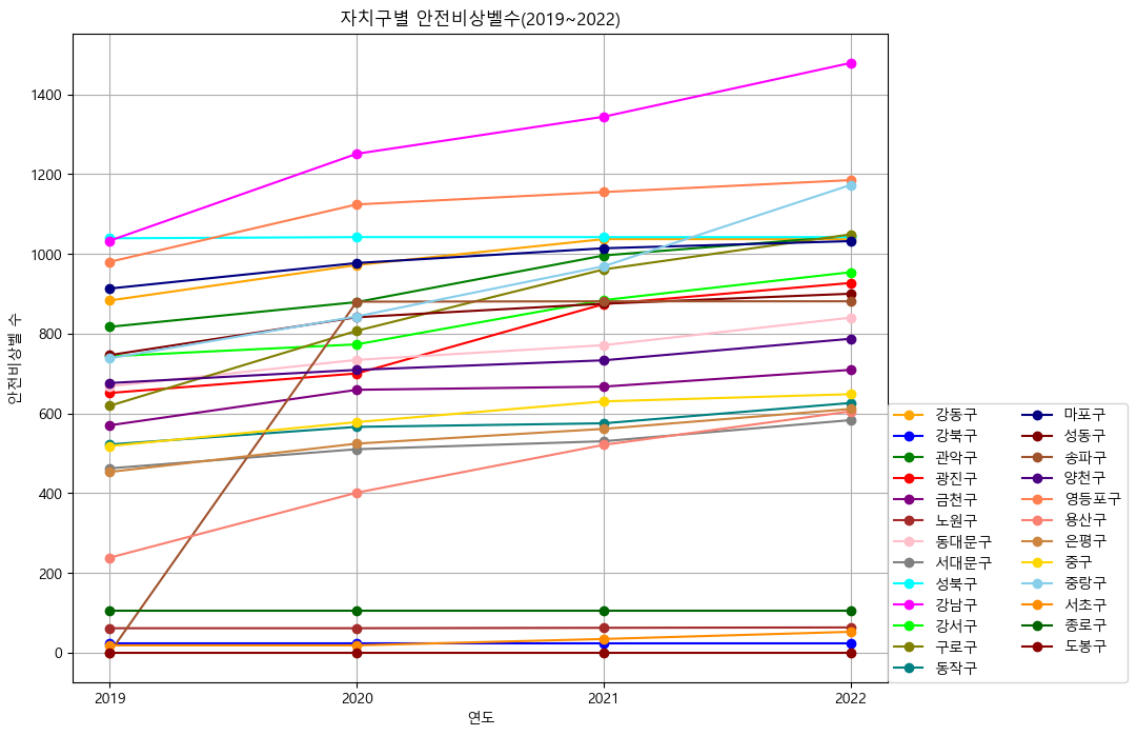 자치구별 안전비상벨수(2019~2022)
안전비상벨 수
1400
1200
1000
800
600
400
200
0
2019 2020 2021 2022
연도
강동구 마포구
강북구 성동구
관악구 송파구
광진구 양천구
금천구 영등포구
노원구 용산구
동대문구 은평구
서대문구 중구
성북구 중랑구
강남구 서초구
강서구 종로구
구로구 도봉구
동작구